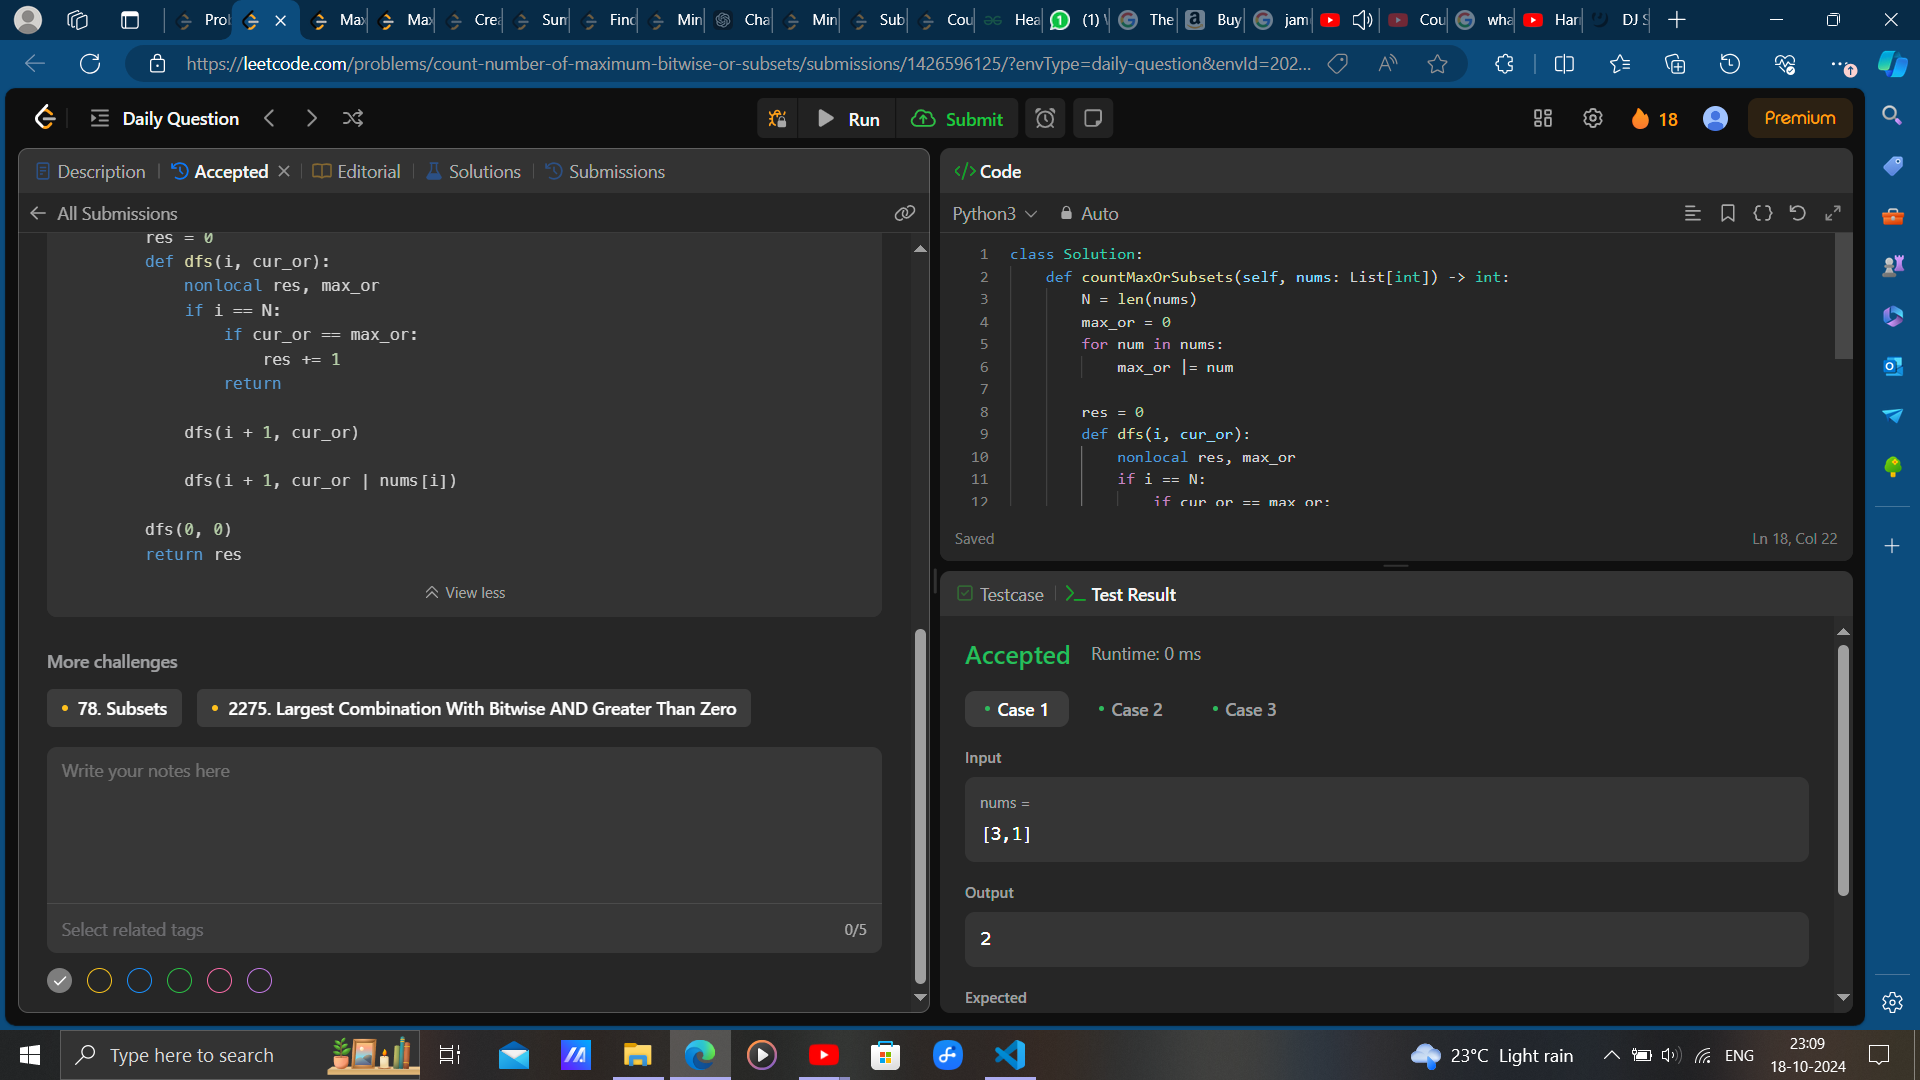 Prob
Max
Max
Crea
Sum
Find
Min
Cha
Min
Sub
Cou
Hea
(1) W
The
Buy
jam
Cou
wha
Har
DJ S
https://leetcode.com/problems/count-number-of-maximum-bitwise-or-subsets/submissions/1426596125/?envType=daily-question&envId=202...
Daily Question
Run
Submit
18
Premium
Description
Accepted
Editorial
Solutions
Submissions
All Submissions
res = 0
def dfs(i, cur_or):
nonlocal res, max_or
if i == N:
if cur_or == max_or:
res += 1
return
dfs(i + 1, cur_or)
dfs(i + 1, cur_or | nums[i])
dfs(0, 0)
return res
View less
More challenges
78. Subsets
2275. Largest Combination With Bitwise AND Greater Than Zero
Write your notes here
Select related tags
0/5
</> Code
Python3
Auto
1 class Solution:
2 def countMaxOrSubsets(self, nums: List[int]) -> int:
3 N = len(nums)
4 max_or = 0
5 for num in nums:
6 max_or |= num
7
8 res = 0
9 def dfs(i, cur_or):
10 nonlocal res, max_or
11 if i == N:
12 if cur_or == max_or:
Saved
Ln 18, Col 22
Testcase
Test Result
Accepted
Runtime: 0 ms
Case 1
Case 2
Case 3
Input
nums =
[3,1]
Output
2
Expected
Type here to search
23°C Light rain
ENG
23:09
18-10-2024